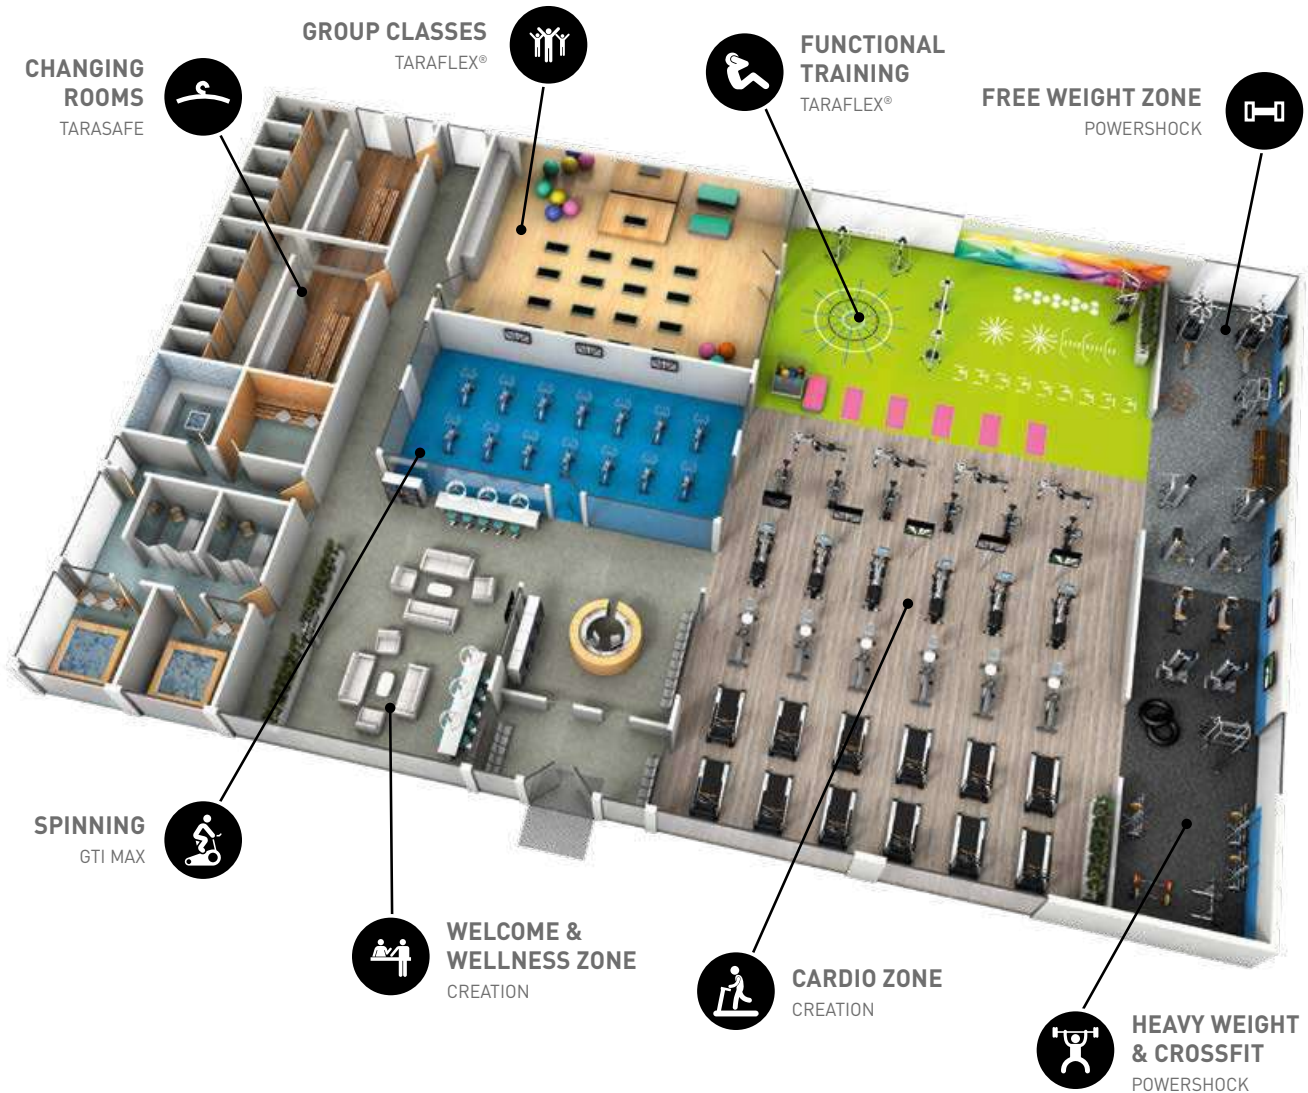 GROUP CLASSES
TARAFLEX®
CHANGING
ROOMS
TARASAFE
FUNCTIONAL
TRAINING
TARAFLEX®
FREE WEIGHT ZONE
POWERSHOCK
SPINNING
GTI MAX
WELCOME &
WELLNESS ZONE
CREATION
CARDIO ZONE
CREATION
HEAVY WEIGHT
& CROSSFIT
POWERSHOCK